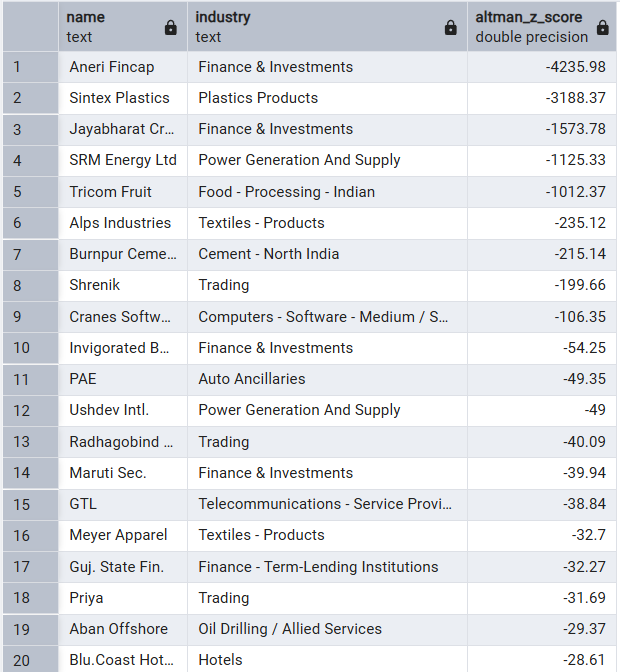 name industry altman_z_score
text text double precision
1 Aneri Fincap Finance & Investments -4235.98
2 Sintex Plastics Plastics Products -3188.37
3 Jayabharat Cr... Finance & Investments -1573.78
4 SRM Energy Ltd Power Generation And Supply -1125.33
5 Tricom Fruit Food - Processing - Indian -1012.37
6 Alps Industries Textiles - Products -235.12
7 Burnpur Ceme... Cement - North India -215.14
8 Shrenik Trading -199.66
9 Cranes Softw... Computers - Software - Medium / S... -106.35
10 Invigorated B... Finance & Investments -54.25
11 PAE Auto Ancillaries -49.35
12 Ushdev Intl. Power Generation And Supply -49
13 Radhagobind ... Trading -40.09
14 Maruti Sec. Finance & Investments -39.94
15 GTL Telecommunications - Service Provi... -38.84
16 Meyer Apparel Textiles - Products -32.7
17 Guj. State Fin. Finance - Term-Lending Institutions -32.27
18 Priya Trading -31.69
19 Aban Offshore Oil Drilling / Allied Services -29.37
20 Blu.Coast Hot... Hotels -28.61